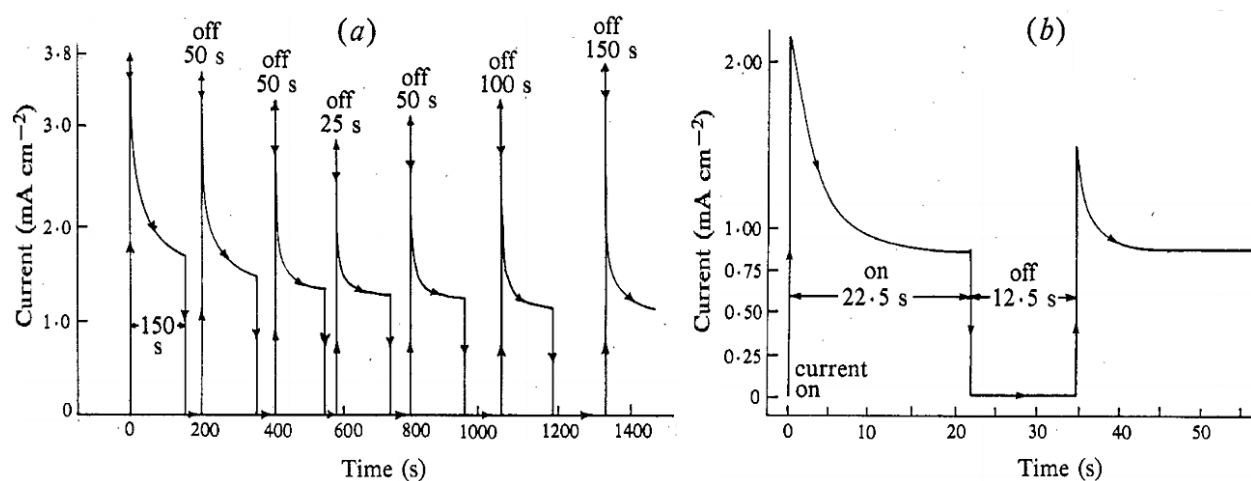 (a)
off
50 s
off
50 s
off
25 s
off
50 s
off
100 s
off
150 s
3·8
3·0
2·0
1·0
0
Current (mA cm⁻²)
150
s
0
200
400
600
800
1000
1200
1400
Time (s)
(b)
2·00
1·00
0·75
0·50
0·25
0
Current (mA cm⁻²)
on
22·5 s
off
12·5 s
current
on
0
10
20
30
40
50
Time (s)